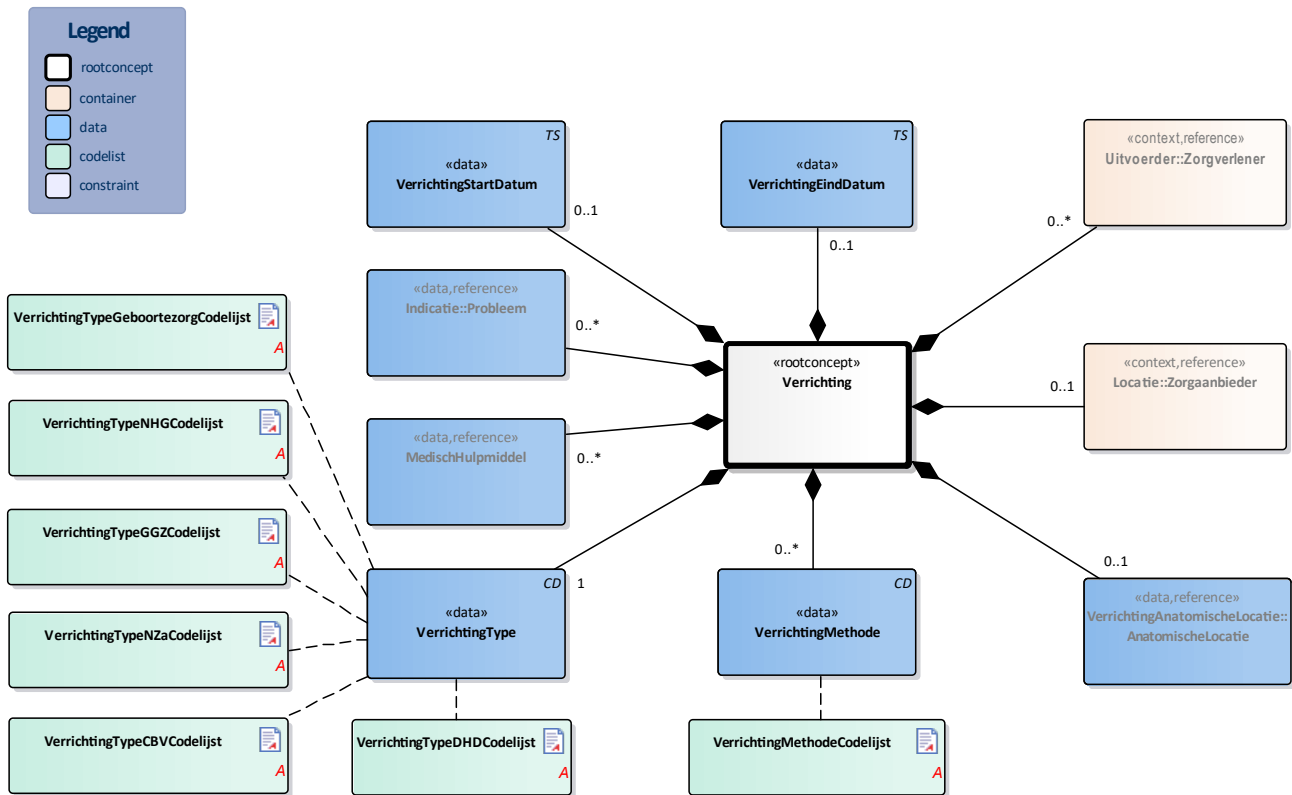 Legend
rootconcept
container
data
codelist
constraint
TS
«data»
VerrichtingStartDatum
0..1
TS
«data»
VerrichtingEindDatum
0..1
«context,reference»
Uitvoerder::Zorgverlener
0..*
«data,reference»
Indicatie::Probleem
0..*
«rootconcept»
Verrichting
«context,reference»
Locatie::Zorgaanbieder
0..1
«data,reference»
MedischHulpmiddel
0..*
VerrichtingTypeGeboortezorgCodelijst
A
VerrichtingTypeNHGCodelijst
A
VerrichtingTypeGGZCodelijst
A
VerrichtingTypeNZaCodelijst
A
VerrichtingTypeCBVCodelijst
A
CD
1
«data»
VerrichtingType
0..*
CD
«data»
VerrichtingMethode
0..1
«data,reference»
VerrichtingAnatomischeLocatie::
AnatomischeLocatie
VerrichtingTypeDHDCodelijst
A
VerrichtingMethodeCodelijst
A